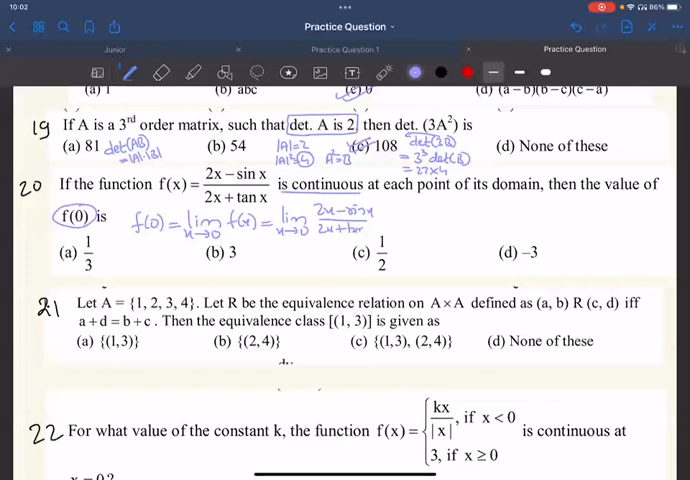 10:02
86%
Practice Question
Junior
Practice Question 1
Practice Question
(a) 1 (b) abc (c) 0 (d) (a – b)(b – c)(c – a)
19 If A is a 3rd order matrix, such that det. A is 2, then det. (3A²) is
(a) 81 (b) 54 (c) 108 (d) None of these
det(AB)
= |A|·|B|
|A|=2
|A|²=4
A²=B
det(3B)
= 3³ det(B)
= 27×4
20 If the function f(x) = (2x – sin x)/(2x + tan x) is continuous at each point of its domain, then the value of
f(0) is
f(0) = lim x→0 f(x) = lim x→0 (2x – sin x)/(2x + tan
(a) 1/3 (b) 3 (c) 1/2 (d) –3
21 Let A = {1, 2, 3, 4}. Let R be the equivalence relation on A × A defined as (a, b) R (c, d) iff
a + d = b + c. Then the equivalence class [(1, 3)] is given as
(a) {(1,3)} (b) {(2,4)} (c) {(1,3), (2,4)} (d) None of these
22 For what value of the constant k, the function f(x) = { kx/|x|, if x < 0
3, if x ≥ 0 is continuous at